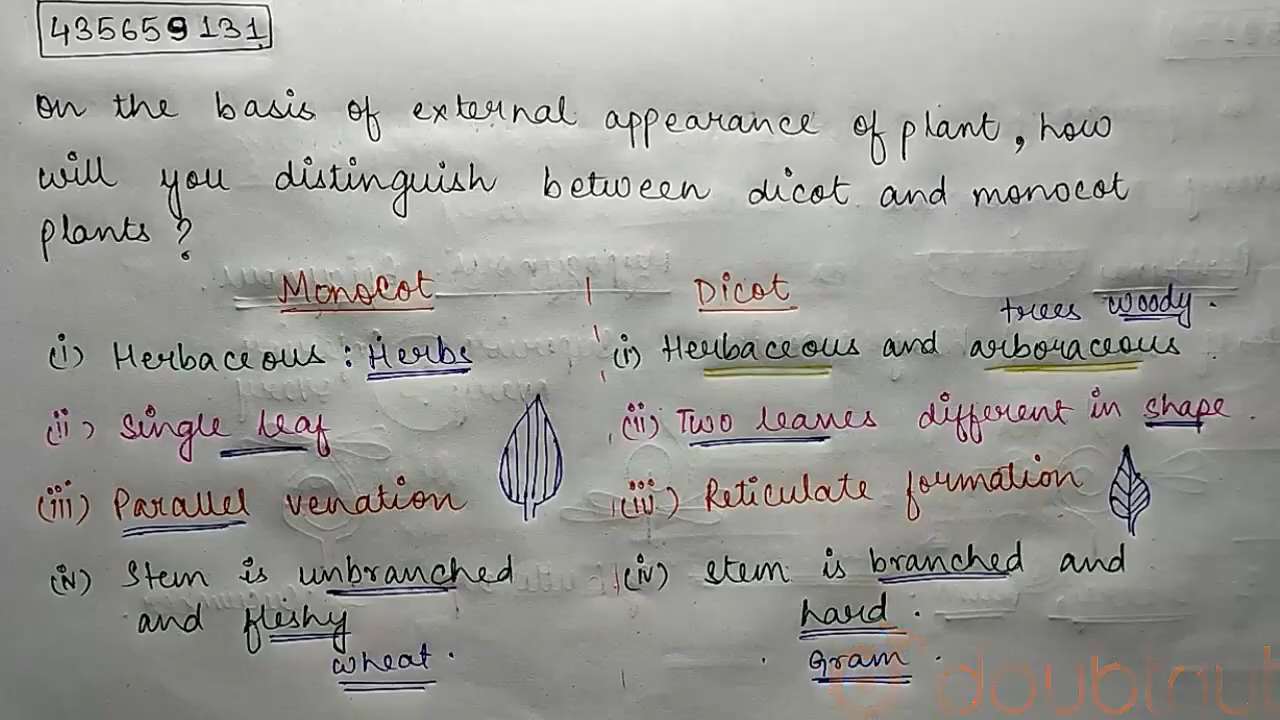 435659131
on the basis of external appearance of plant, how
will you distinguish between dicot and monocot
plants?
Monocot
Dicot
trees woody.
(i) Herbaceous : Herbs
(i) Herbaceous and arboraceous
(ii) Single leaf
(ii) Two leaves different in shape.
(iii) Parallel venation
(iii) Reticulate formation
(iv) Stem is unbranched
and fleshy
wheat.
(iv) stem is branched and
hard.
Gram.
doubtnut